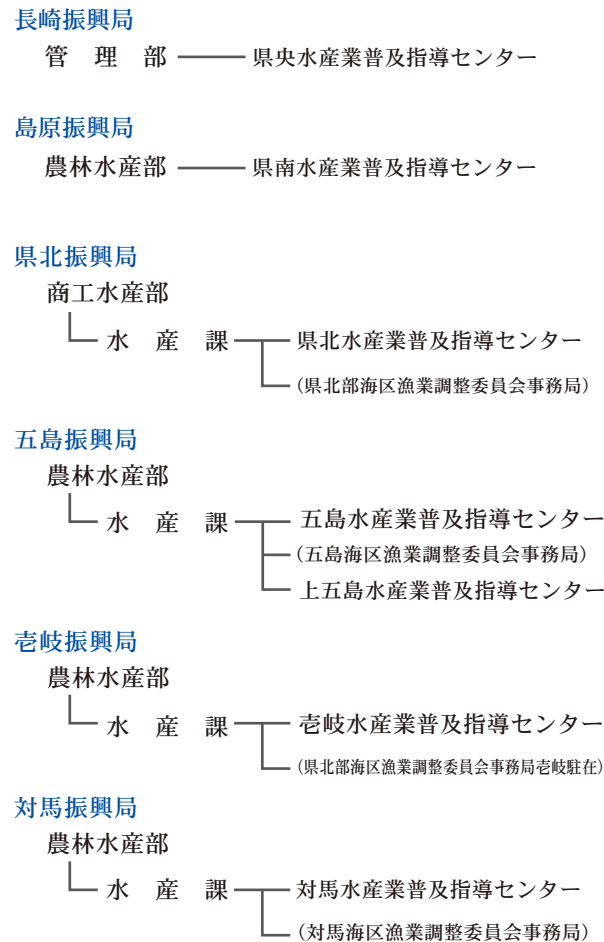 長崎振興局
管　理　部 県央水産業普及指導センター
島原振興局
農林水産部 県南水産業普及指導センター
県北振興局
商工水産部
水　産　課 県北水産業普及指導センター
(県北部海区漁業調整委員会事務局)
五島振興局
農林水産部
水　産　課 五島水産業普及指導センター
(五島海区漁業調整委員会事務局)
上五島水産業普及指導センター
壱岐振興局
農林水産部
水　産　課 壱岐水産業普及指導センター
(県北部海区漁業調整委員会事務局壱岐駐在)
対馬振興局
農林水産部
水　産　課 対馬水産業普及指導センター
(対馬海区漁業調整委員会事務局)